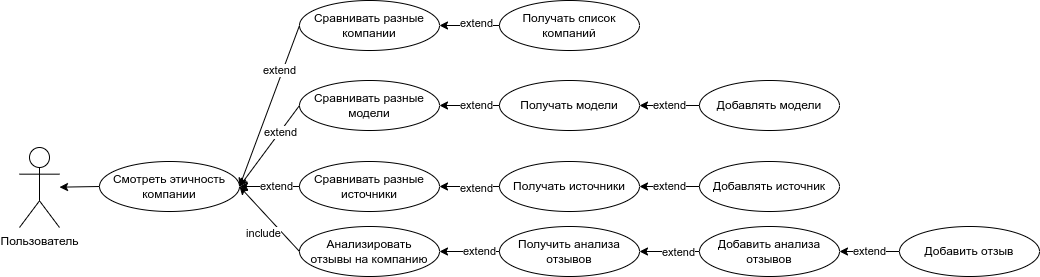 Сравнивать разные
компании
extend
Получать список
компаний
extend
Сравнивать разные
модели
extend
Получать модели
extend
Добавлять модели
extend
Смотреть этичность
компании
extend
Сравнивать разные
источники
extend
Получать источники
extend
Добавлять источник
Пользователь
include
Анализировать
отзывы на компанию
extend
Получить анализа
отзывов
extend
Добавить анализа
отзывов
extend
Добавить отзыв